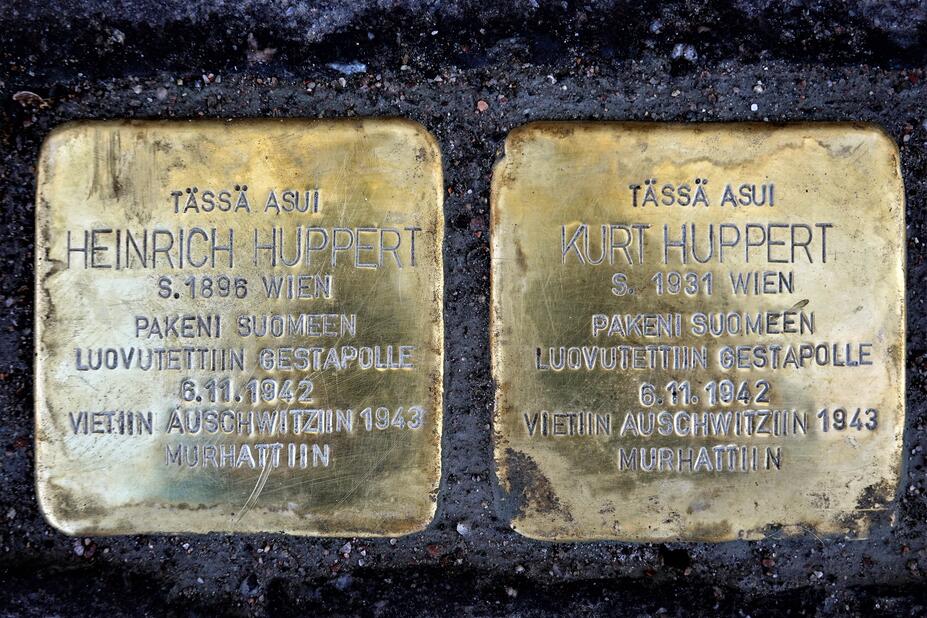 TÄSSÄ ASUI
HEINRICH HUPPERT
S.1896 WIEN
PAKENI SUOMEEN
LUOVUTETTIIN GESTAPOLLE
6.11.1942
VIETIIN AUSCHWITZIIN 1943
MURHATTIIN
TÄSSÄ ASUI
KURT HUPPERT
S. 1931 WIEN
PAKENI SUOMEEN
LUOVUTETTIIN GESTAPOLLE
6.11.1942
VIETIIN AUSCHWITZIIN 1943
MURHATTIIN